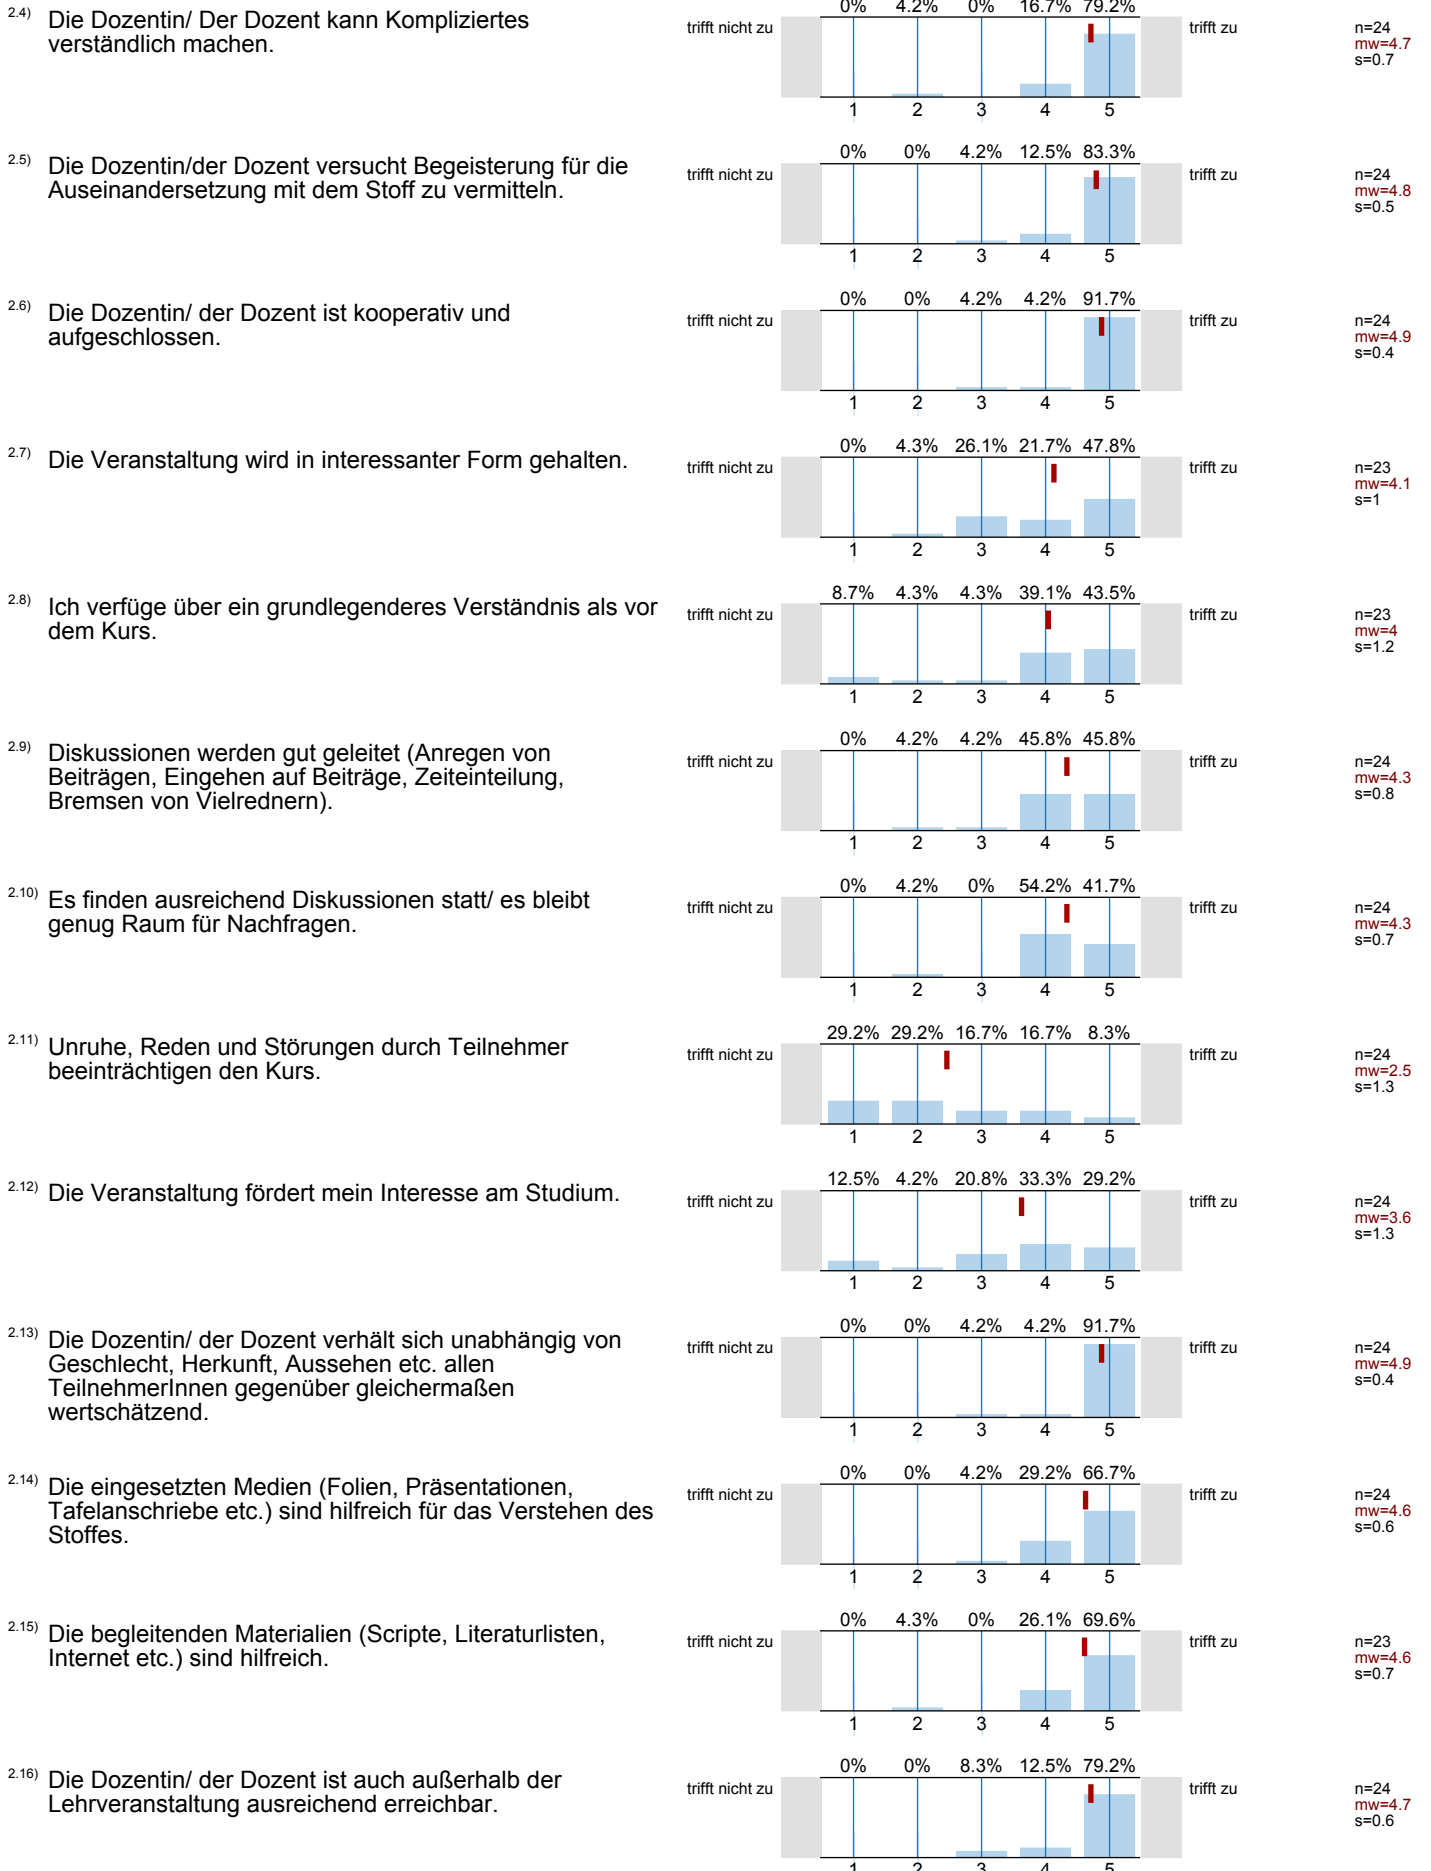 2.4) Die Dozentin/ Der Dozent kann Kompliziertes
verständlich machen.
trifft nicht zu
0% 4.2% 0% 16.7% 79.2%
1 2 3 4 5
trifft zu
n=24
mw=4.7
s=0.7
2.5) Die Dozentin/der Dozent versucht Begeisterung für die
Auseinandersetzung mit dem Stoff zu vermitteln.
trifft nicht zu
0% 0% 4.2% 12.5% 83.3%
1 2 3 4 5
trifft zu
n=24
mw=4.8
s=0.5
2.6) Die Dozentin/ der Dozent ist kooperativ und
aufgeschlossen.
trifft nicht zu
0% 0% 4.2% 4.2% 91.7%
1 2 3 4 5
trifft zu
n=24
mw=4.9
s=0.4
2.7) Die Veranstaltung wird in interessanter Form gehalten.
trifft nicht zu
0% 4.3% 26.1% 21.7% 47.8%
1 2 3 4 5
trifft zu
n=23
mw=4.1
s=1
2.8) Ich verfüge über ein grundlegenderes Verständnis als vor
dem Kurs.
trifft nicht zu
8.7% 4.3% 4.3% 39.1% 43.5%
1 2 3 4 5
trifft zu
n=23
mw=4
s=1.2
2.9) Diskussionen werden gut geleitet (Anregen von
Beiträgen, Eingehen auf Beiträge, Zeiteinteilung,
Bremsen von Vielrednern).
trifft nicht zu
0% 4.2% 4.2% 45.8% 45.8%
1 2 3 4 5
trifft zu
n=24
mw=4.3
s=0.8
2.10) Es finden ausreichend Diskussionen statt/ es bleibt
genug Raum für Nachfragen.
trifft nicht zu
0% 4.2% 0% 54.2% 41.7%
1 2 3 4 5
trifft zu
n=24
mw=4.3
s=0.7
2.11) Unruhe, Reden und Störungen durch Teilnehmer
beeinträchtigen den Kurs.
trifft nicht zu
29.2% 29.2% 16.7% 16.7% 8.3%
1 2 3 4 5
trifft zu
n=24
mw=2.5
s=1.3
2.12) Die Veranstaltung fördert mein Interesse am Studium.
trifft nicht zu
12.5% 4.2% 20.8% 33.3% 29.2%
1 2 3 4 5
trifft zu
n=24
mw=3.6
s=1.3
2.13) Die Dozentin/ der Dozent verhält sich unabhängig von
Geschlecht, Herkunft, Aussehen etc. allen
TeilnehmerInnen gegenüber gleichermaßen
wertschätzend.
trifft nicht zu
0% 0% 4.2% 4.2% 91.7%
1 2 3 4 5
trifft zu
n=24
mw=4.9
s=0.4
2.14) Die eingesetzten Medien (Folien, Präsentationen,
Tafelanschriebe etc.) sind hilfreich für das Verstehen des
Stoffes.
trifft nicht zu
0% 0% 4.2% 29.2% 66.7%
1 2 3 4 5
trifft zu
n=24
mw=4.6
s=0.6
2.15) Die begleitenden Materialien (Scripte, Literaturlisten,
Internet etc.) sind hilfreich.
trifft nicht zu
0% 4.3% 0% 26.1% 69.6%
1 2 3 4 5
trifft zu
n=23
mw=4.6
s=0.7
2.16) Die Dozentin/ der Dozent ist auch außerhalb der
Lehrveranstaltung ausreichend erreichbar.
trifft nicht zu
0% 0% 8.3% 12.5% 79.2%
1 2 3 4 5
trifft zu
n=24
mw=4.7
s=0.6